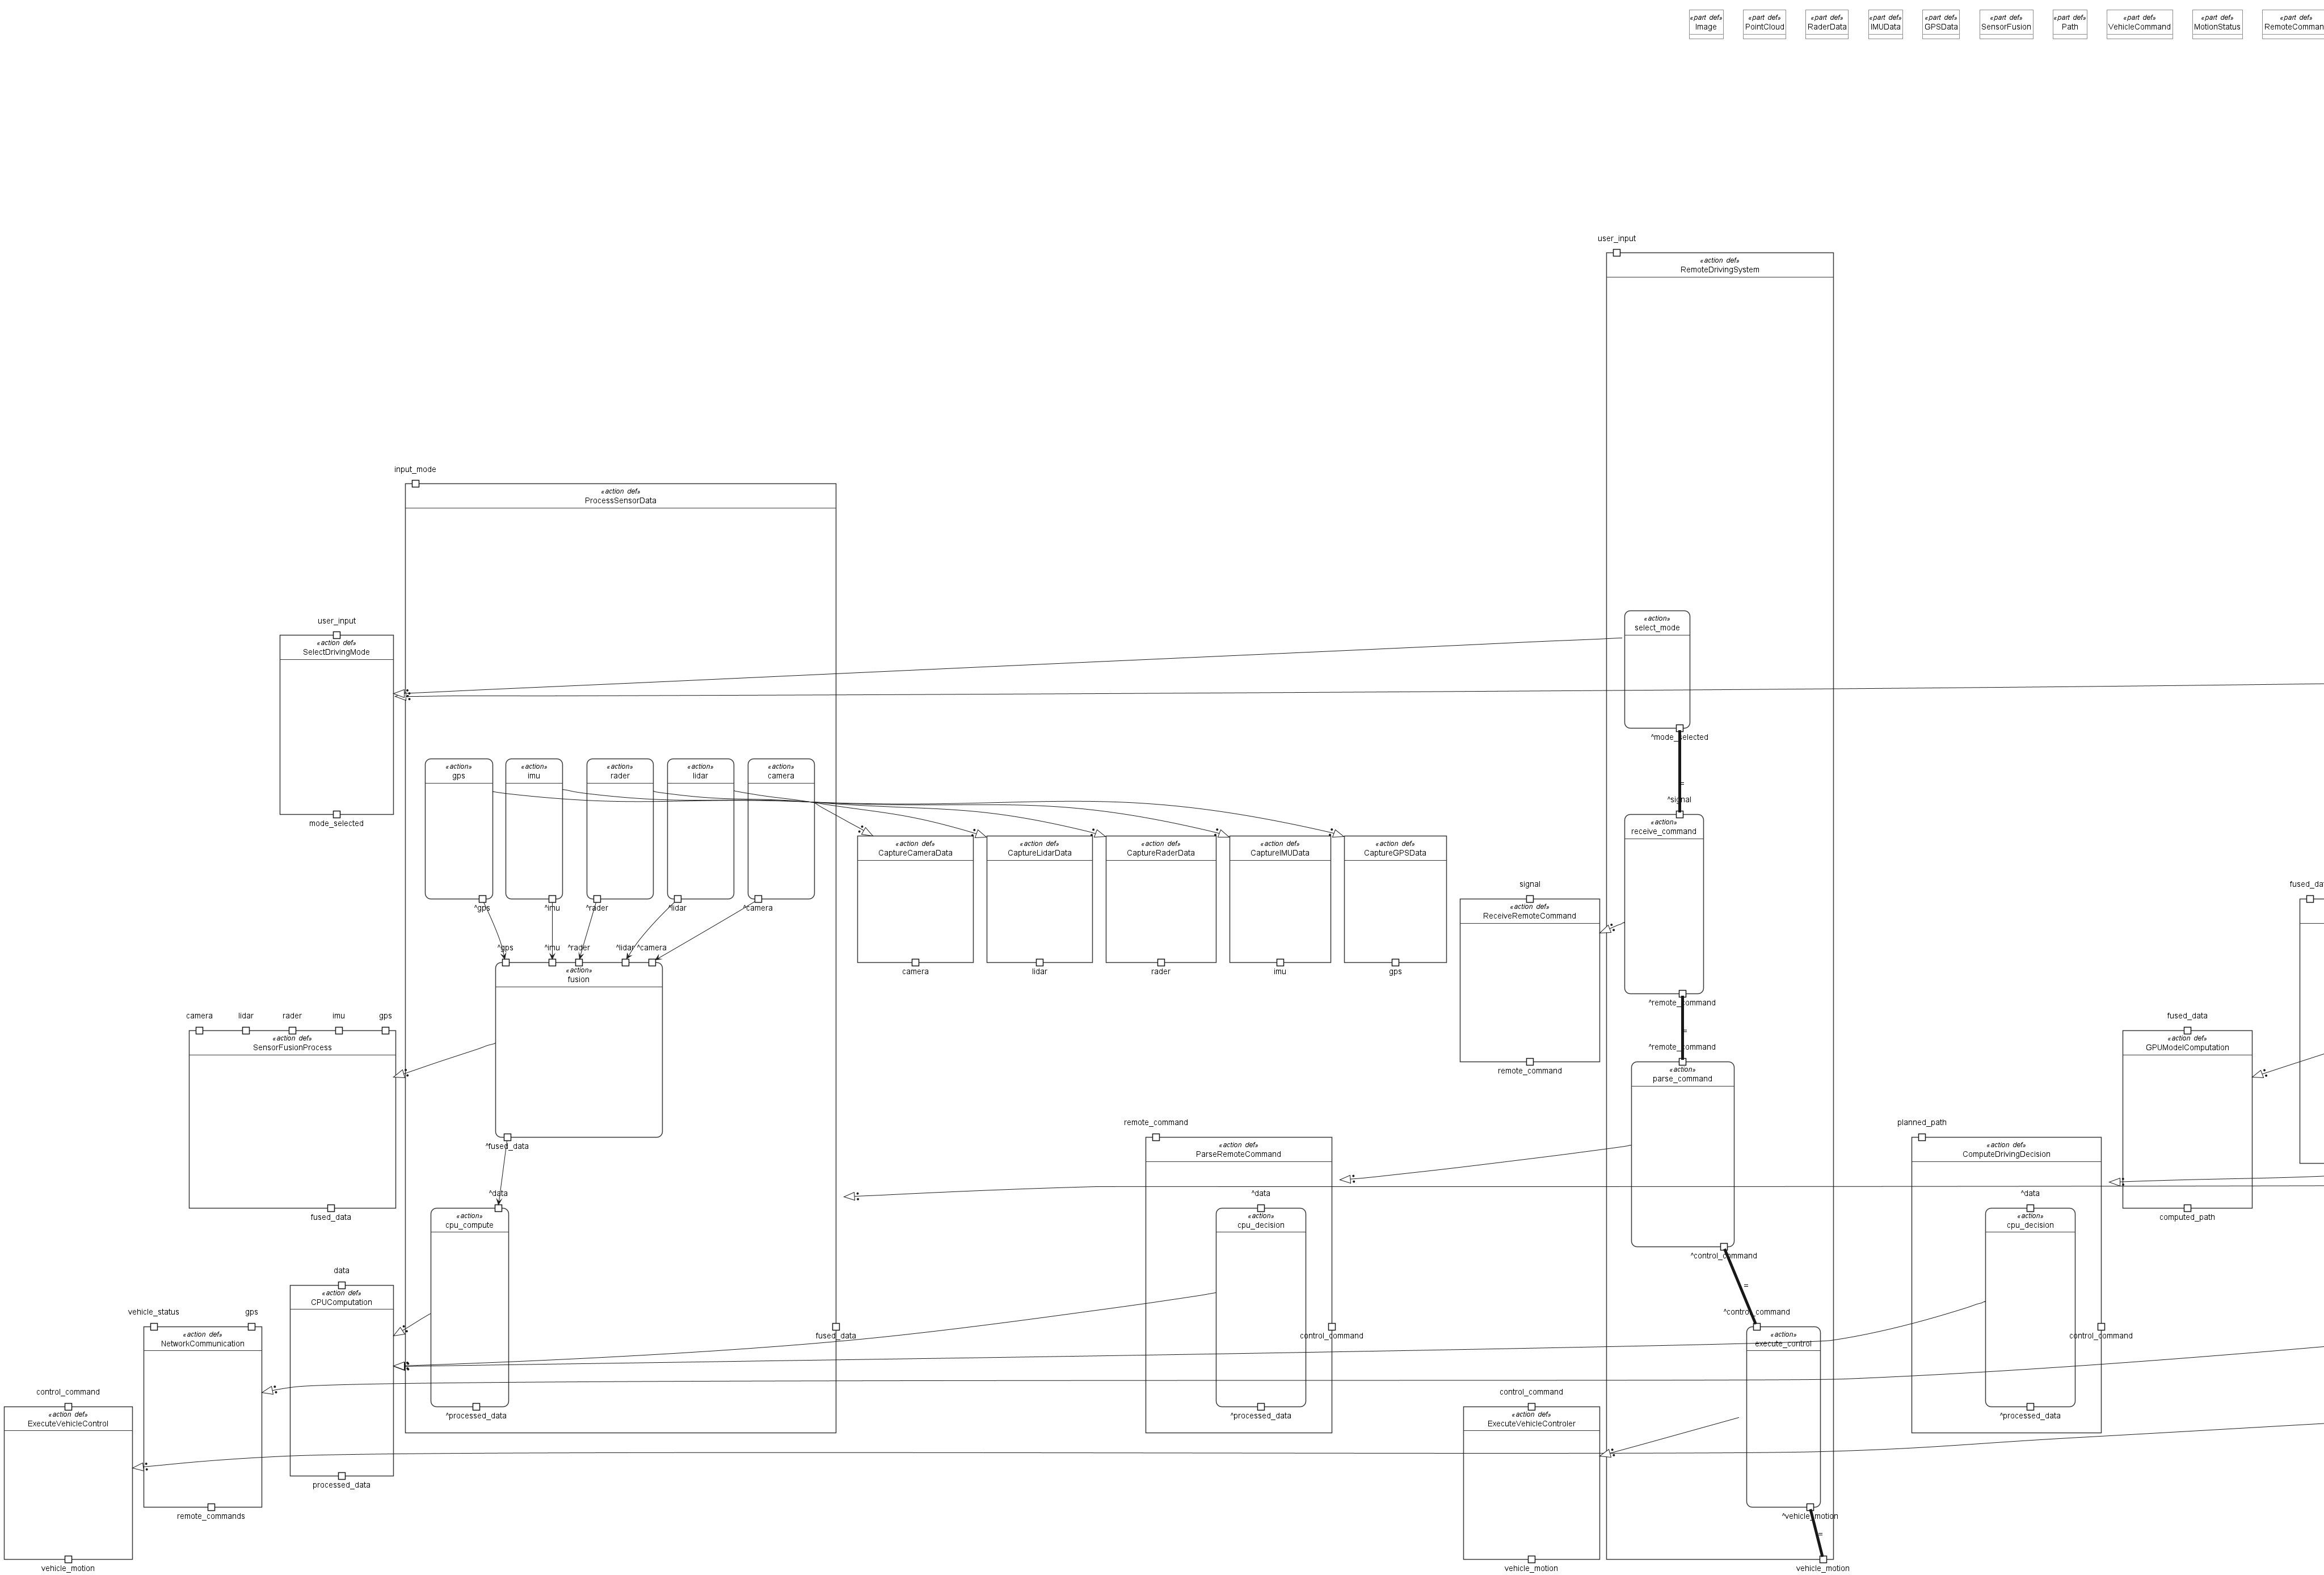 «part def»
Image
«part def»
PointCloud
«part def»
RaderData
«part def»
IMUData
«part def»
GPSData
«part def»
SensorFusion
«part def»
Path
«part def»
VehicleCommand
«part def»
MotionStatus
«part def»
RemoteComman
user_input
«action def»
RemoteDrivingSystem
input_mode
«action def»
ProcessSensorData
user_input
«action def»
SelectDrivingMode
mode_selected
«action»
select_mode
^mode_selected
=
^signal
«action»
receive_command
^remote_command
=
^remote_command
«action»
parse_command
^control_command
=
^control_command
«action»
execute_control
^vehicle_motion
=
vehicle_motion
«action»
gps
«action»
imu
«action»
rader
«action»
lidar
«action»
camera
^gps
^imu
^rader
^lidar
^camera
^gps
^imu
^rader
^lidar
^camera
«action»
fusion
^fused_data
^data
«action»
cpu_compute
^processed_data
fused_data
«action def»
CaptureCameraData
camera
«action def»
CaptureLidarData
lidar
«action def»
CaptureRaderData
rader
«action def»
CaptureIMUData
imu
«action def»
CaptureGPSData
gps
signal
«action def»
ReceiveRemoteCommand
remote_command
camera
lidar
rader
imu
gps
«action def»
SensorFusionProcess
fused_data
remote_command
«action def»
ParseRemoteCommand
^data
«action»
cpu_decision
^processed_data
control_command
planned_path
«action def»
ComputeDrivingDecision
^data
«action»
cpu_decision
^processed_data
control_command
fused_data
«action def»
GPUModelComputation
computed_path
fused_da
data
«action def»
CPUComputation
processed_data
vehicle_status
gps
«action def»
NetworkCommunication
remote_commands
control_command
«action def»
ExecuteVehicleControl
vehicle_motion
control_command
«action def»
ExecuteVehicleControler
vehicle_motion